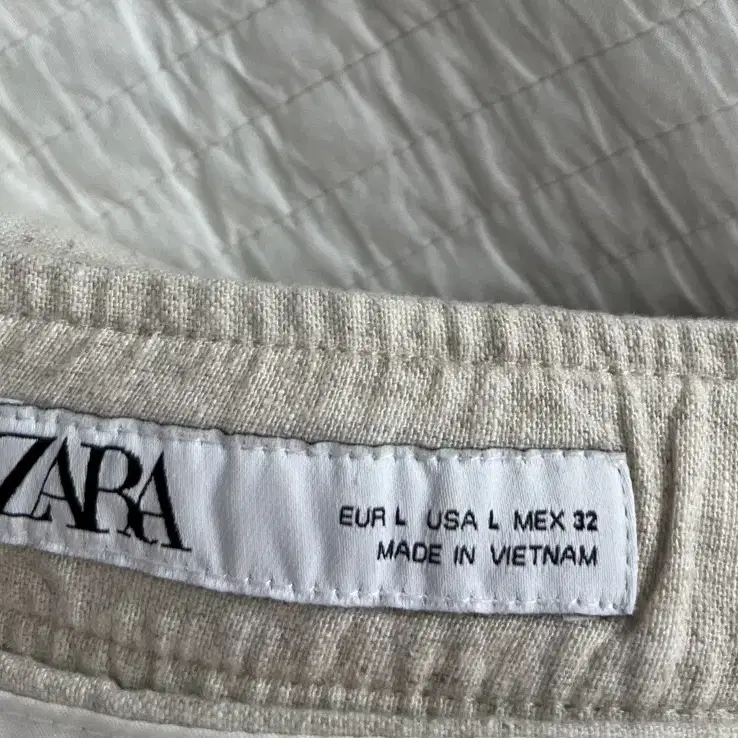 ZARA
EUR L USA L MEX 32
MADE IN VIETNAM